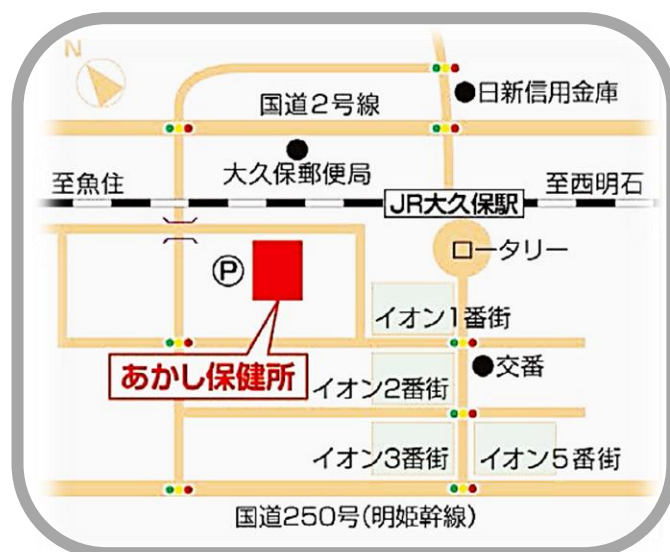 N
日新信用金庫
国道2号線
大久保郵便局
至魚住
至西明石
JR大久保駅
ロータリー
P
イオン1番街
あかし保健所
イオン2番街
交番
イオン3番街
イオン5番街
国道250号(明姫幹線)